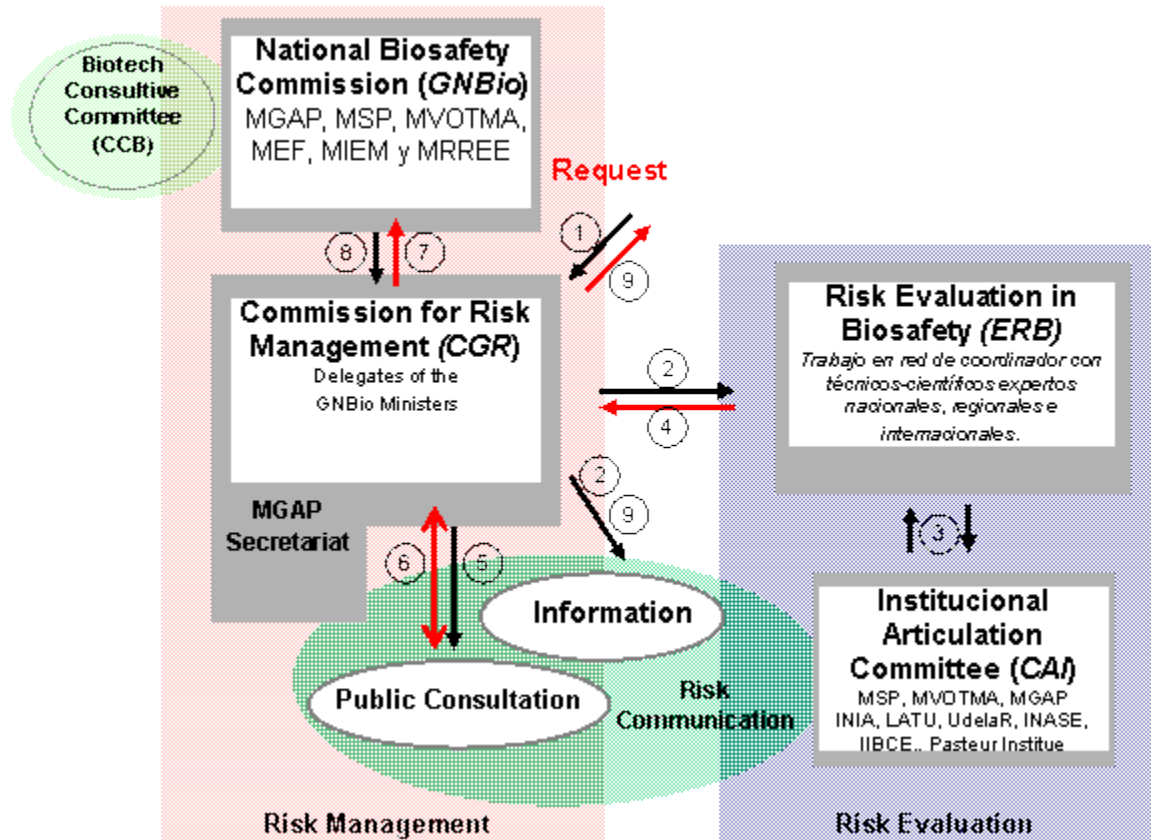 Biotech
Consultive
Committee
(CCB)
National Biosafety
Commission (GNBio)
MGAP, MSP, MVOTMA,
MEF, MIEM y MRREE
Request
1
9
8
7
Commission for Risk
Management (CGR)
Delegates of the
GNBio Ministers
MGAP
Secretariat
2
4
2
9
Risk Evaluation in
Biosafety (ERB)
Trabajo en red de coordinador con
técnicos-científicos expertos
nacionales, regionales e
internacionales.
3
6
5
Information
Public Consultation
Risk
Communication
Institucional
Articulation
Committee (CAI)
MSP, MVOTMA, MGAP
INIA, LATU, UdelaR, INASE,
IIBCE,, Pasteur Institue
Risk Management
Risk Evaluation